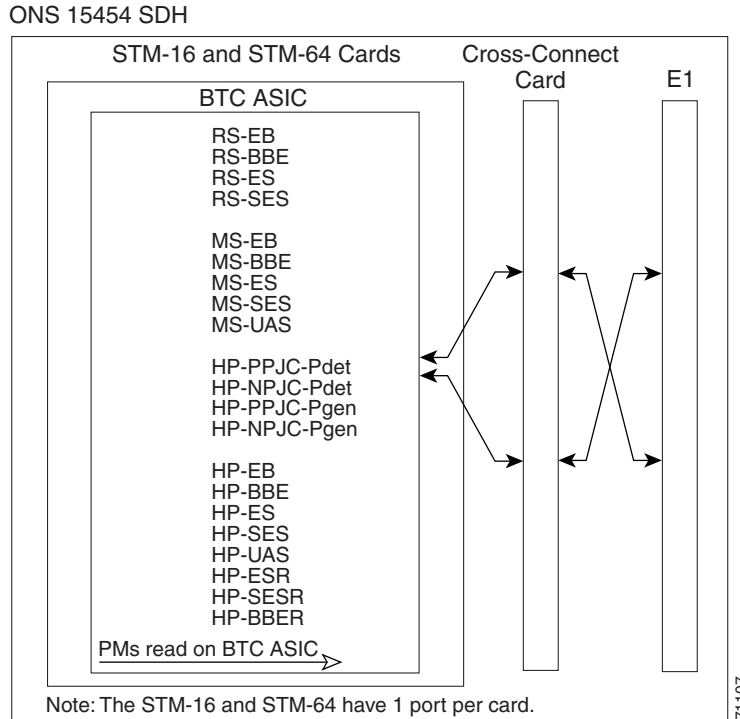 ONS 15454 SDH
STM-16 and STM-64 Cards
Cross-Connect
Card
E1
BTC ASIC
RS-EB
RS-BBE
RS-ES
RS-SES
MS-EB
MS-BBE
MS-ES
MS-SES
MS-UAS
HP-PPJC-Pdet
HP-NPJC-Pdet
HP-PPJC-Pgen
HP-NPJC-Pgen
HP-EB
HP-BBE
HP-ES
HP-SES
HP-UAS
HP-ESR
HP-SESR
HP-BBER
PMs read on BTC ASIC
Note: The STM-16 and STM-64 have 1 port per card.